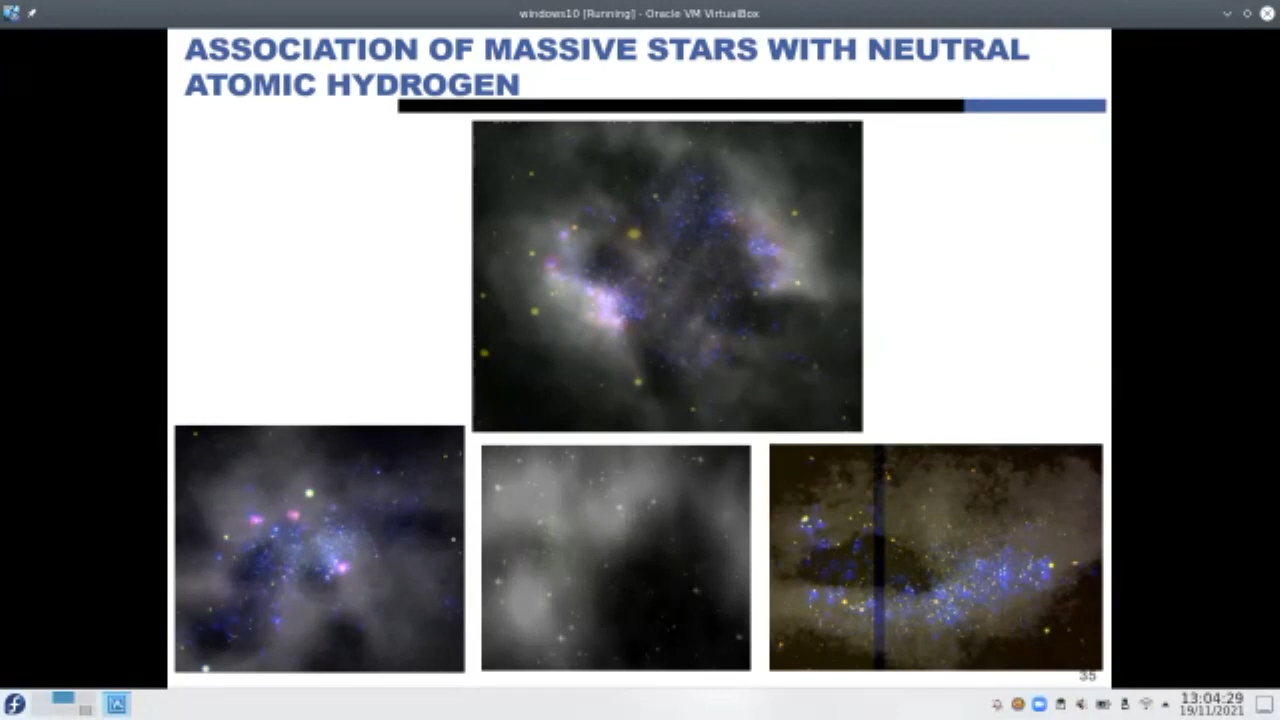 windows10 [Running] - Oracle VM VirtualBox
ASSOCIATION OF MASSIVE STARS WITH NEUTRAL
ATOMIC HYDROGEN
35
13:04:29
19/11/2021